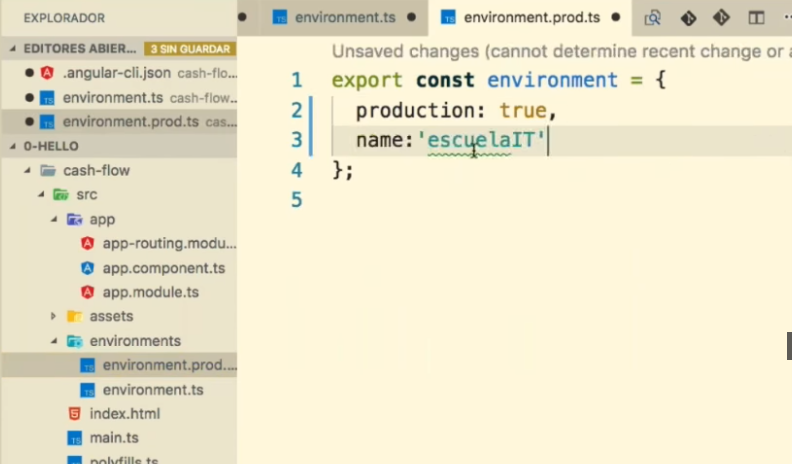 EXPLORADOR
EDITORES ABIER... 3 SIN GUARDAR
.angular-cli.json cash-flo...
TS environment.ts cash-flow...
TS environment.prod.ts cas...
0-HELLO
cash-flow
src
app
app-routing.modu...
app.component.ts
app.module.ts
assets
environments
TS environment.prod....
TS environment.ts
index.html
TS main.ts
TS polyfills.ts
TS environment.ts
TS environment.prod.ts
Unsaved changes (cannot determine recent change or a
1 export const environment = {
2 production: true,
3 name:'escuelaIT'
4 };
5